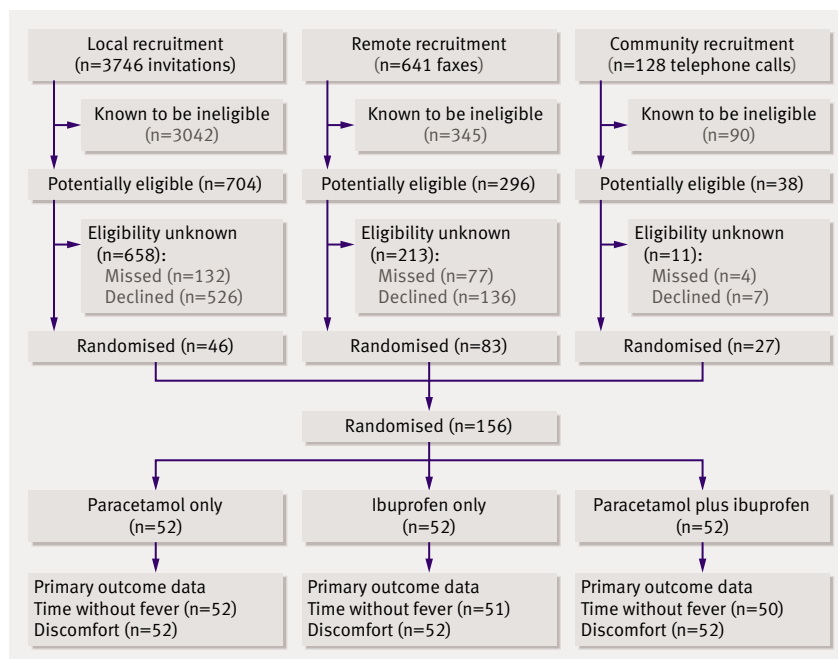 Local recruitment
(n=3746 invitations)
Remote recruitment
(n=641 faxes)
Community recruitment
(n=128 telephone calls)
Known to be ineligible
(n=3042)
Known to be ineligible
(n=345)
Known to be ineligible
(n=90)
Potentially eligible (n=704)
Potentially eligible (n=296)
Potentially eligible (n=38)
Eligibility unknown
(n=658):
Missed (n=132)
Declined (n=526)
Eligibility unknown
(n=213):
Missed (n=77)
Declined (n=136)
Eligibility unknown
(n=11):
Missed (n=4)
Declined (n=7)
Randomised (n=46)
Randomised (n=83)
Randomised (n=27)
Randomised (n=156)
Paracetamol only
(n=52)
Ibuprofen only
(n=52)
Paracetamol plus ibuprofen
(n=52)
Primary outcome data
Time without fever (n=52)
Discomfort (n=52)
Primary outcome data
Time without fever (n=51)
Discomfort (n=52)
Primary outcome data
Time without fever (n=50)
Discomfort (n=52)